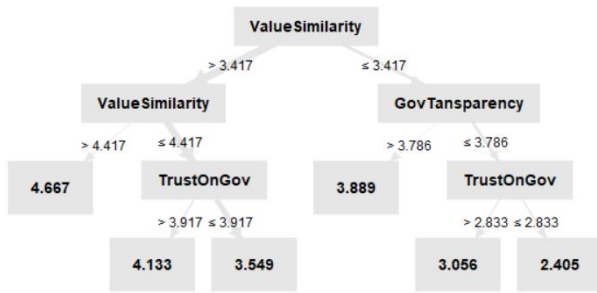 ValueSimilarity
> 3.417 ≤ 3.417
ValueSimilarity GovTansparency
> 4.417 ≤ 4.417 > 3.786 ≤ 3.786
4.667 TrustOnGov 3.889 TrustOnGov
> 3.917 ≤ 3.917 > 2.833 ≤ 2.833
4.133 3.549 3.056 2.405